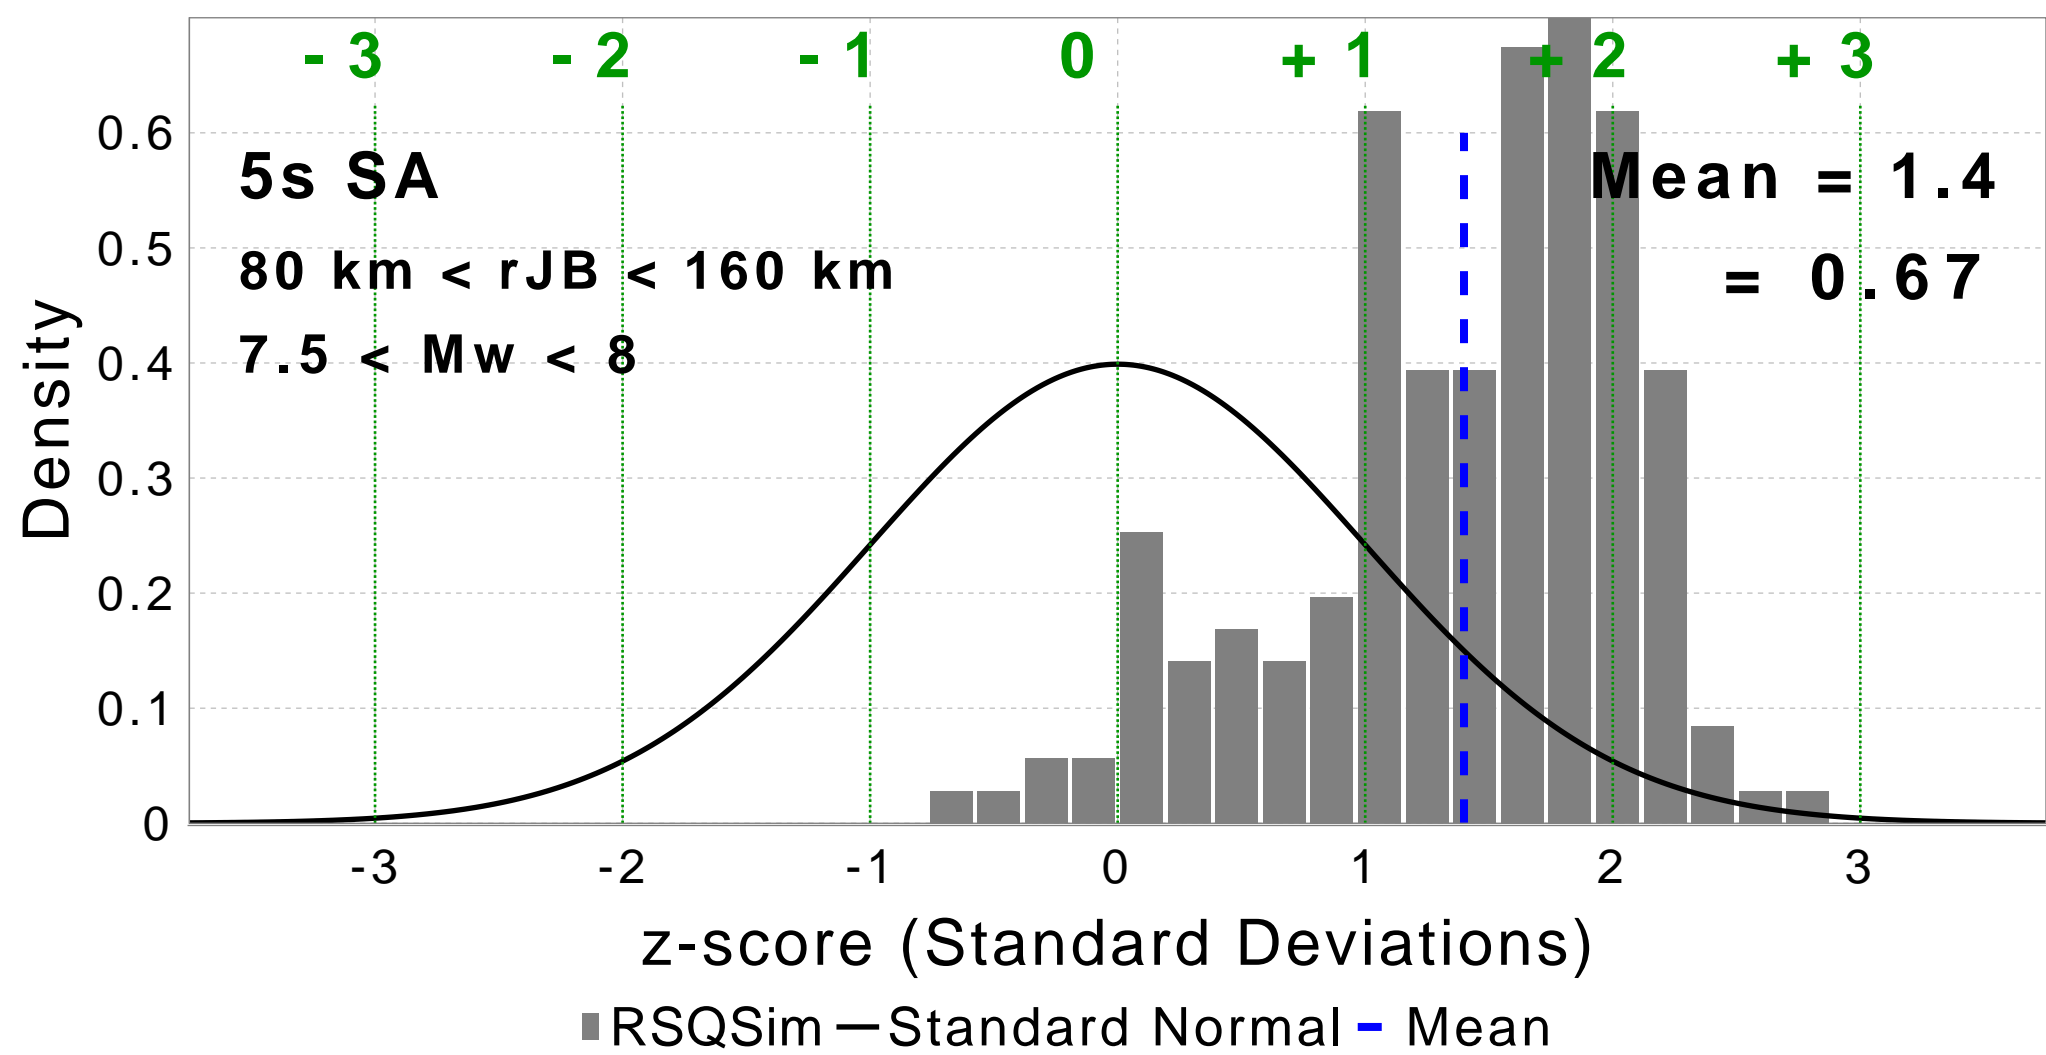 - 3 - 2 - 1 0 + 1 + 2 + 3
5s SA
80 km < rJB < 160 km
7.5 < Mw < 8
Mean = 1.4
= 0.67
Density
0.6
0.5
0.4
0.3
0.2
0.1
0
-3 -2 -1 0 1 2 3
z-score (Standard Deviations)
RSQSim Standard Normal Mean